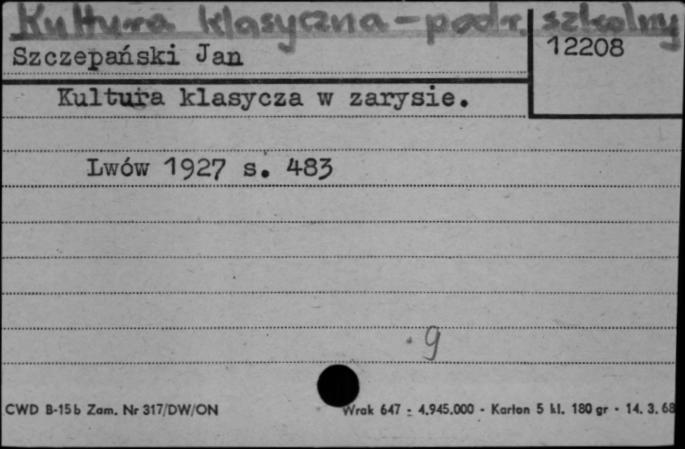 Kultura klasyczna - podr. szkolny
Szczepański Jan
12208
Kultura klasycza w zarysie.
Lwów 1927 s. 483
9
CWD B-15b Zam. Nr 317/DW/ON
Wrak 647 - 4.945.000 - Karton 5 kl. 180 gr - 14. 3. 68